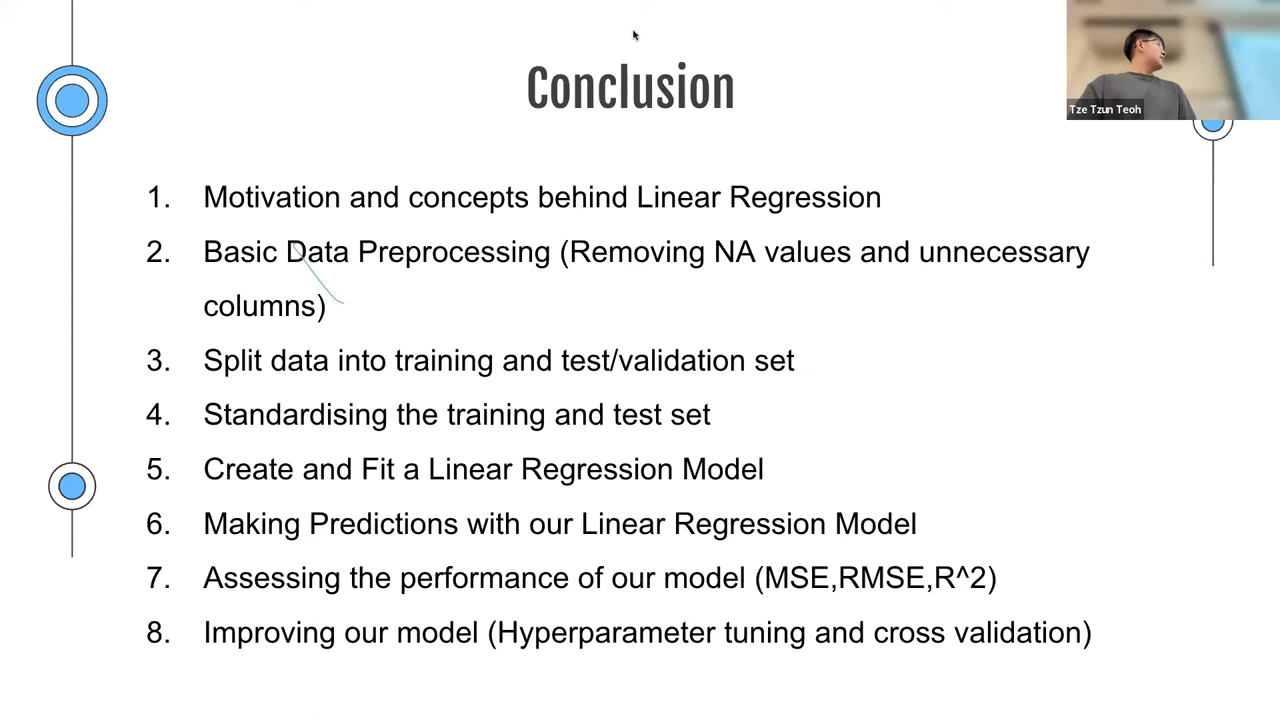 Conclusion
Tze Tzun Teoh
1. Motivation and concepts behind Linear Regression
2. Basic Data Preprocessing (Removing NA values and unnecessary
columns)
3. Split data into training and test/validation set
4. Standardising the training and test set
5. Create and Fit a Linear Regression Model
6. Making Predictions with our Linear Regression Model
7. Assessing the performance of our model (MSE,RMSE,R^2)
8. Improving our model (Hyperparameter tuning and cross validation)